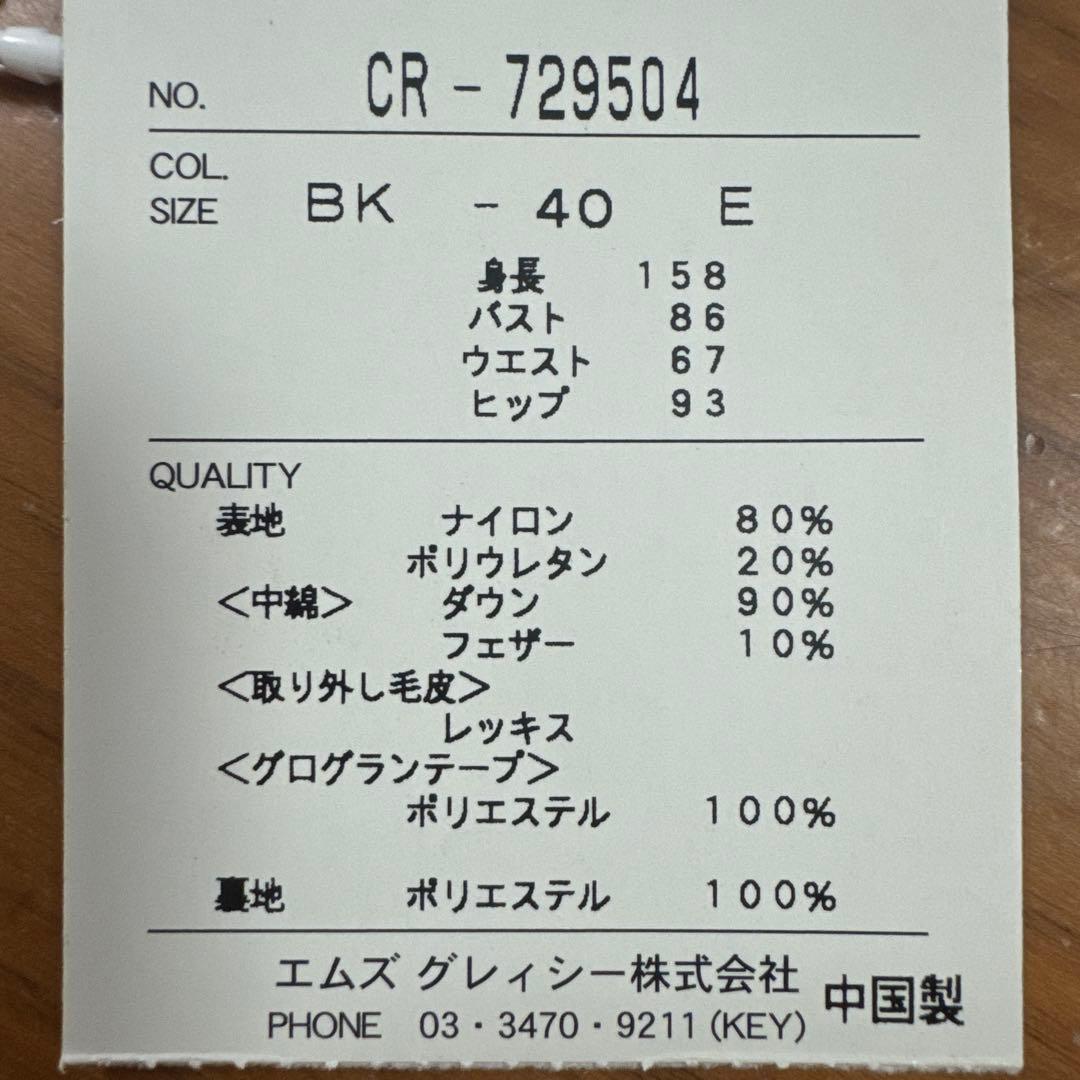 NO. CR-729504
COL.
SIZE BK - 40 E
身長 158
バスト 86
ウエスト 67
ヒップ 93
QUALITY
表地 ナイロン 80%
ポリウレタン 20%
<中綿> ダウン 90%
フェザー 10%
<取り外し毛皮>
レッキス
<グログランテープ>
ポリエステル 100%
裏地 ポリエステル 100%
エムズ グレィシー株式会社
PHONE 03・3470・9211(KEY)
中国製